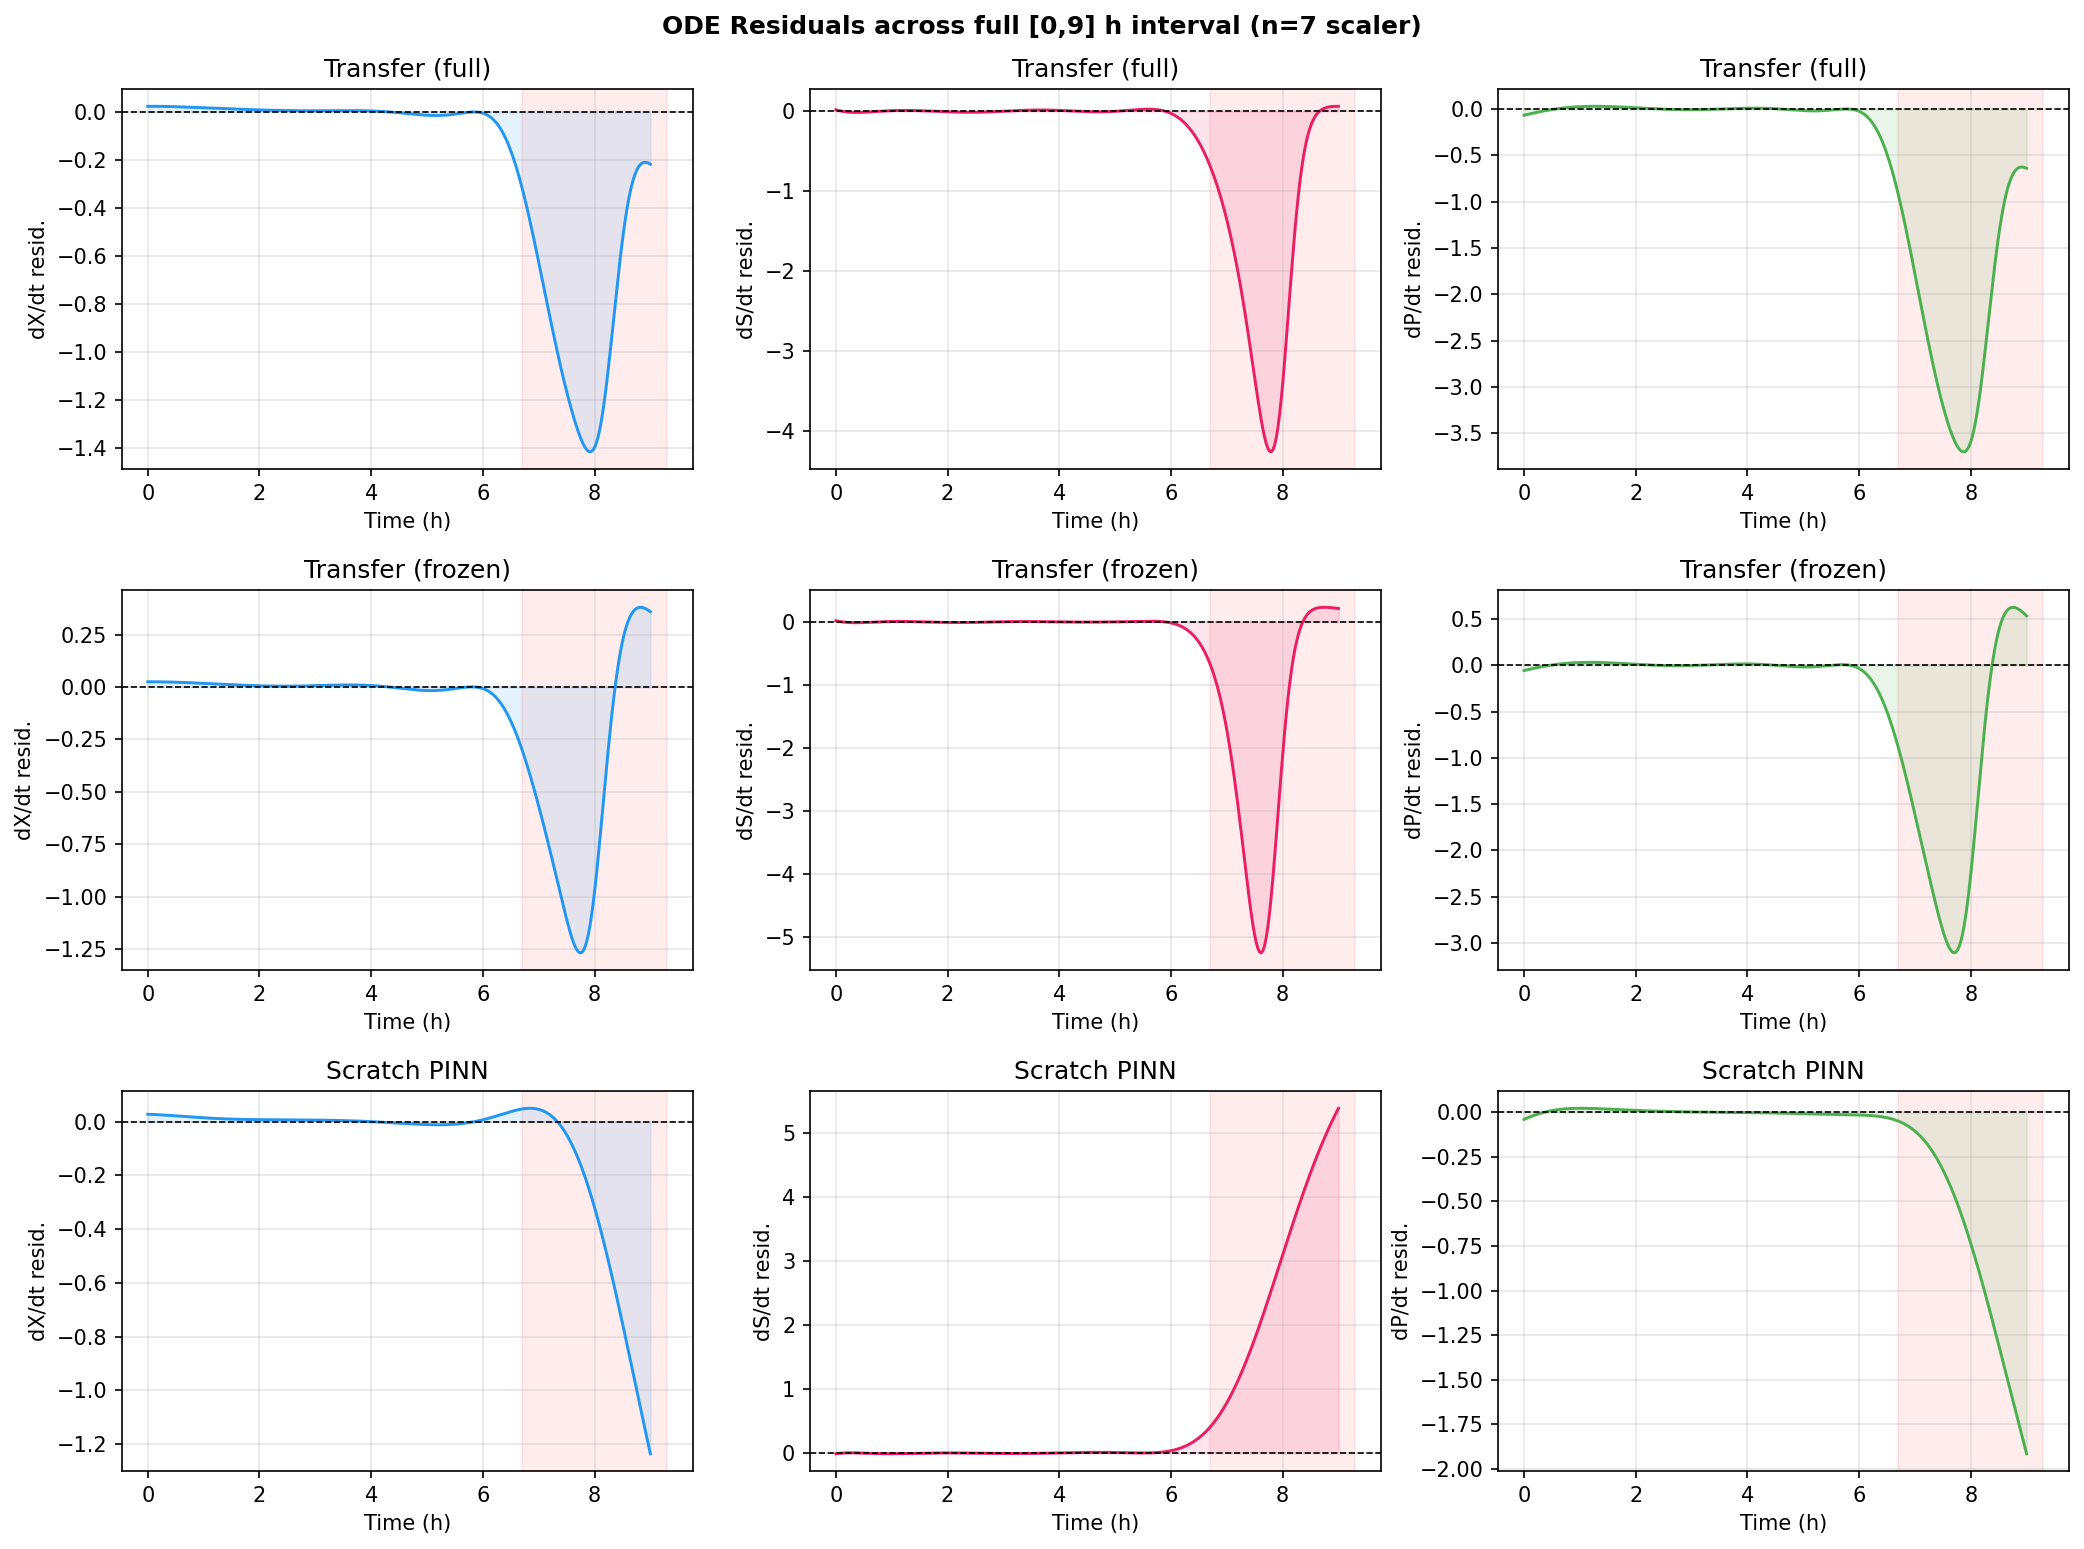 ODE Residuals across full [0,9] h interval (n=7 scaler)
Transfer (full)
dX/dt resid.
0.0
−0.2
−0.4
−0.6
−0.8
−1.0
−1.2
−1.4
0 2 4 6 8
Time (h)
Transfer (full)
dS/dt resid.
0
−1
−2
−3
−4
0 2 4 6 8
Time (h)
Transfer (full)
dP/dt resid.
0.0
−0.5
−1.0
−1.5
−2.0
−2.5
−3.0
−3.5
0 2 4 6 8
Time (h)
Transfer (frozen)
dX/dt resid.
0.25
0.00
−0.25
−0.50
−0.75
−1.00
−1.25
0 2 4 6 8
Time (h)
Transfer (frozen)
dS/dt resid.
0
−1
−2
−3
−4
−5
0 2 4 6 8
Time (h)
Transfer (frozen)
dP/dt resid.
0.5
0.0
−0.5
−1.0
−1.5
−2.0
−2.5
−3.0
0 2 4 6 8
Time (h)
Scratch PINN
dX/dt resid.
0.0
−0.2
−0.4
−0.6
−0.8
−1.0
−1.2
0 2 4 6 8
Time (h)
Scratch PINN
dS/dt resid.
5
4
3
2
1
0
0 2 4 6 8
Time (h)
Scratch PINN
dP/dt resid.
0.00
−0.25
−0.50
−0.75
−1.00
−1.25
−1.50
−1.75
−2.00
0 2 4 6 8
Time (h)